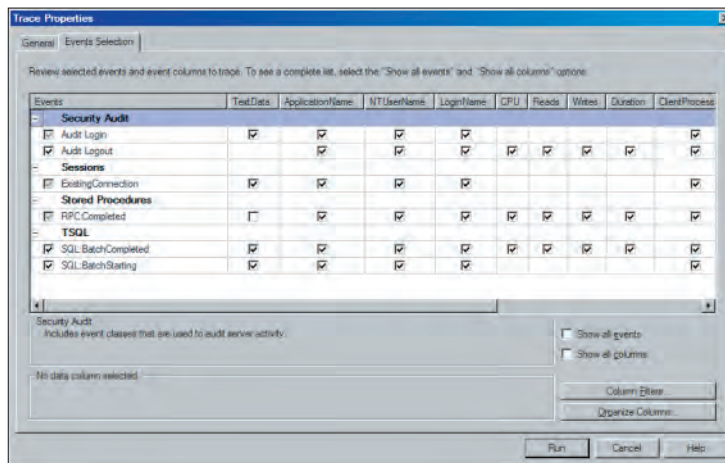 Trace Properties
General Events Selection
Review selected events and event columns to trace. To see a complete list, select the "Show all events" and "Show all columns" options.
Events TextData ApplicationName NTUserName LoginName CPU Reads Writes Duration ClientProcess
Security Audit
Audit Login
Audit Logout
Sessions
ExistingConnection
Stored Procedures
RPC:Completed
TSQL
SQL:BatchCompleted
SQL:BatchStarting
Security Audit
Includes event classes that are used to audit server activity.
Show all events
Show all columns
No data column selected.
Column Filters...
Organize Columns...
Run Cancel Help